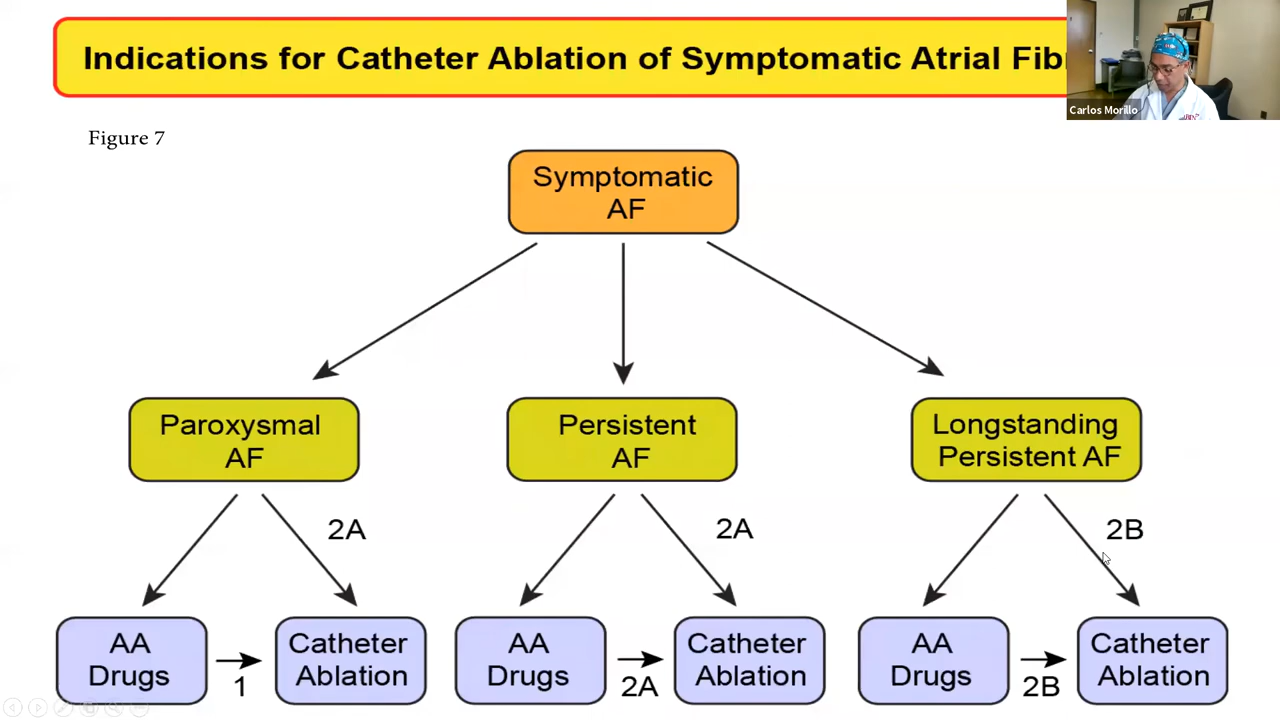 Indications for Catheter Ablation of Symptomatic Atrial
Carlos Morillo
Figure 7
Symptomatic
AF
Paroxysmal
AF
Persistent
AF
Longstanding
Persistent AF
2A
2A
2B
AA
Drugs
1
Catheter
Ablation
AA
Drugs
2A
Catheter
Ablation
AA
Drugs
2B
Catheter
Ablation